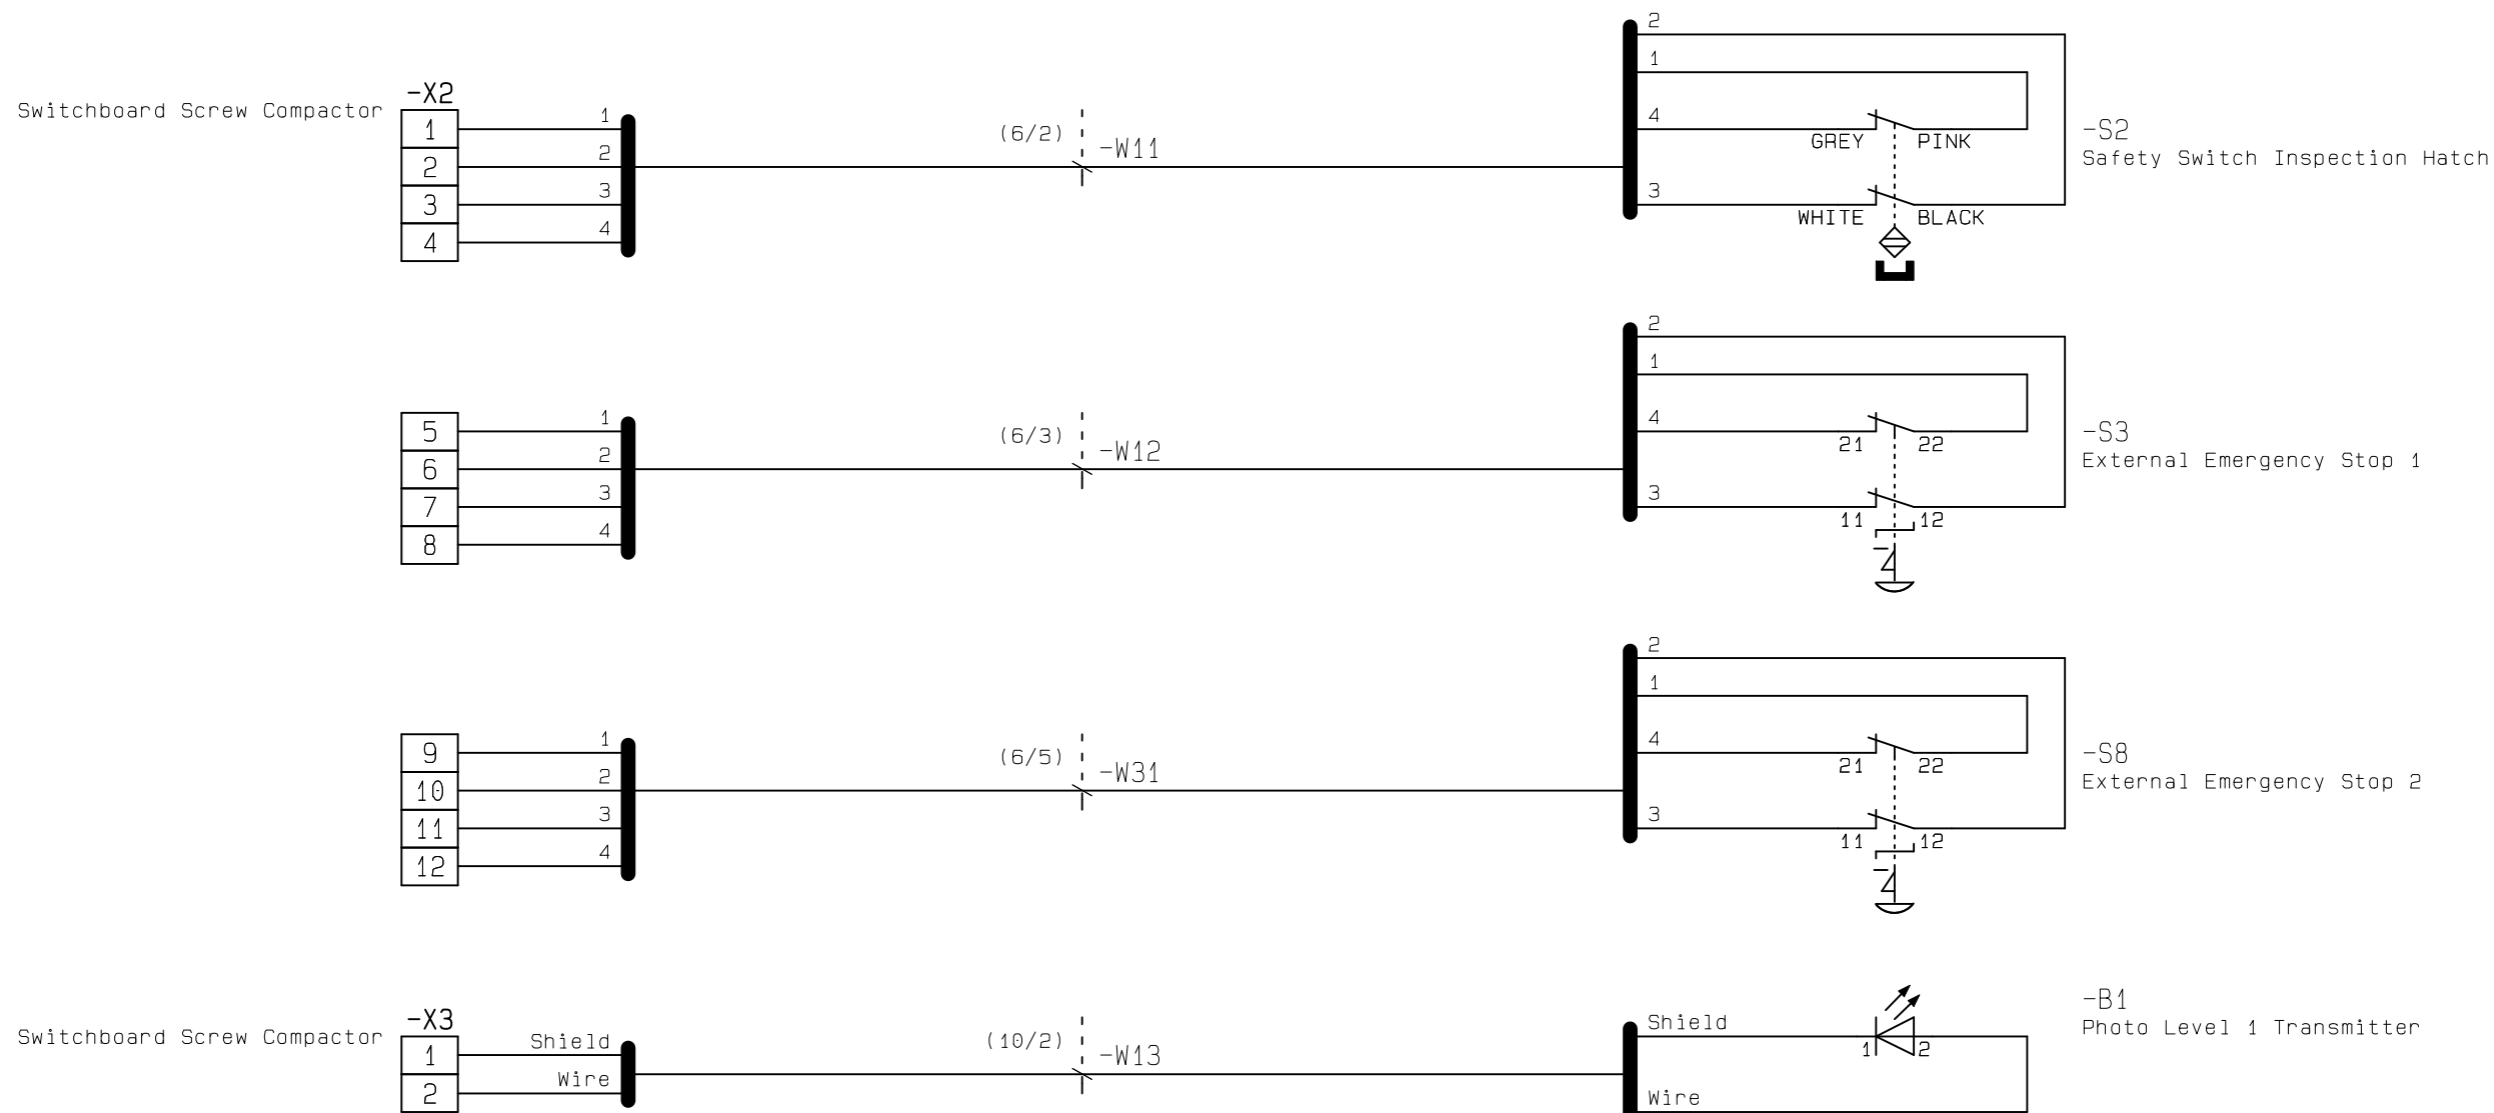 2
1
-X2
Switchboard Screw Compactor
1 1
4
(6/2)
-W11
GREY PINK
-S2
2 2
Safety Switch Inspection Hatch
3 3
3
WHITE BLACK
4 4
2
1
5 1
4
(6/3)
-W12
21 22
-S3
6 2
External Emergency Stop 1
7 3
3
11 12
8 4
2
1
9 1
4
(6/5)
-W31
21 22
-S8
10 2
External Emergency Stop 2
11 3
3
11 12
12 4
-X3
Switchboard Screw Compactor
1 Shield
(10/2)
-W13
Shield
1 2
-B1
Photo Level 1 Transmitter
2 Wire
Wire